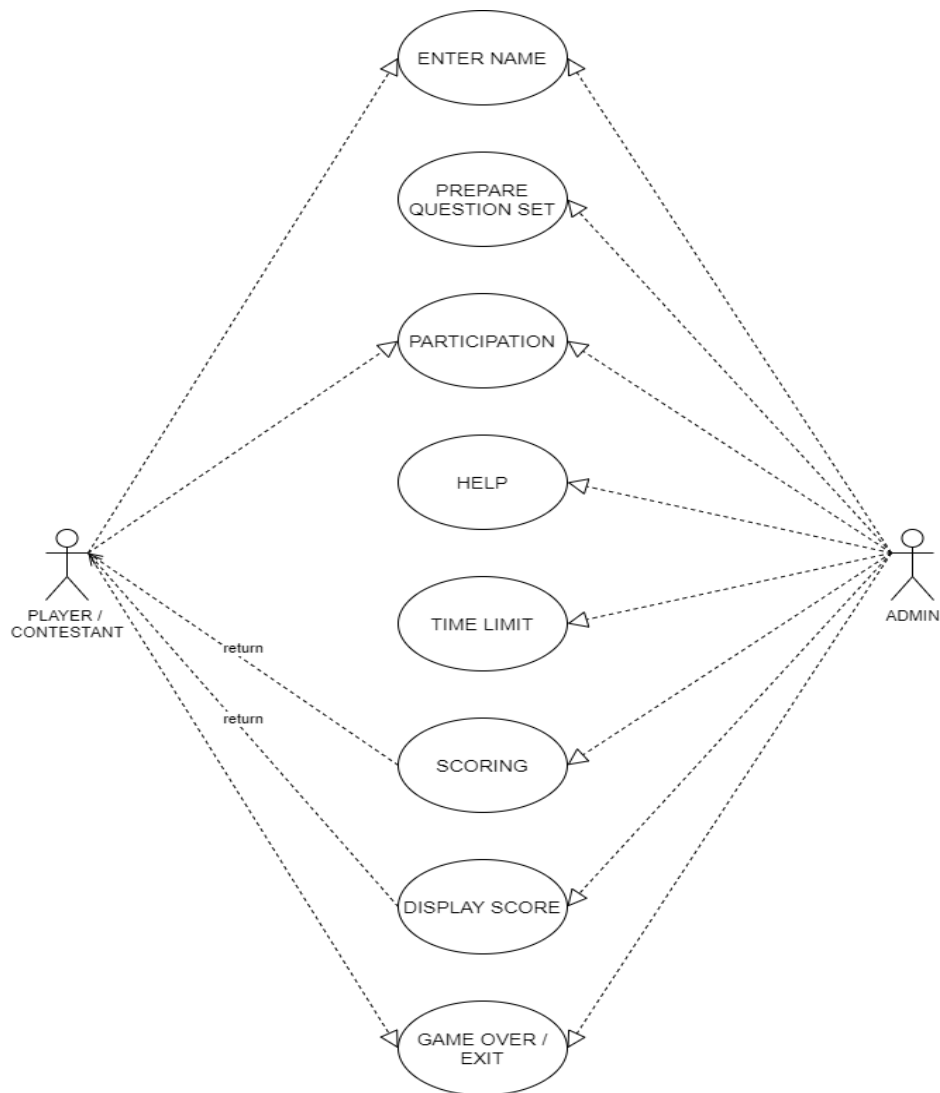 ENTER NAME
PREPARE
QUESTION SET
PARTICIPATION
HELP
PLAYER /
CONTESTANT
TIME LIMIT
ADMIN
return
return
SCORING
DISPLAY SCORE
GAME OVER /
EXIT